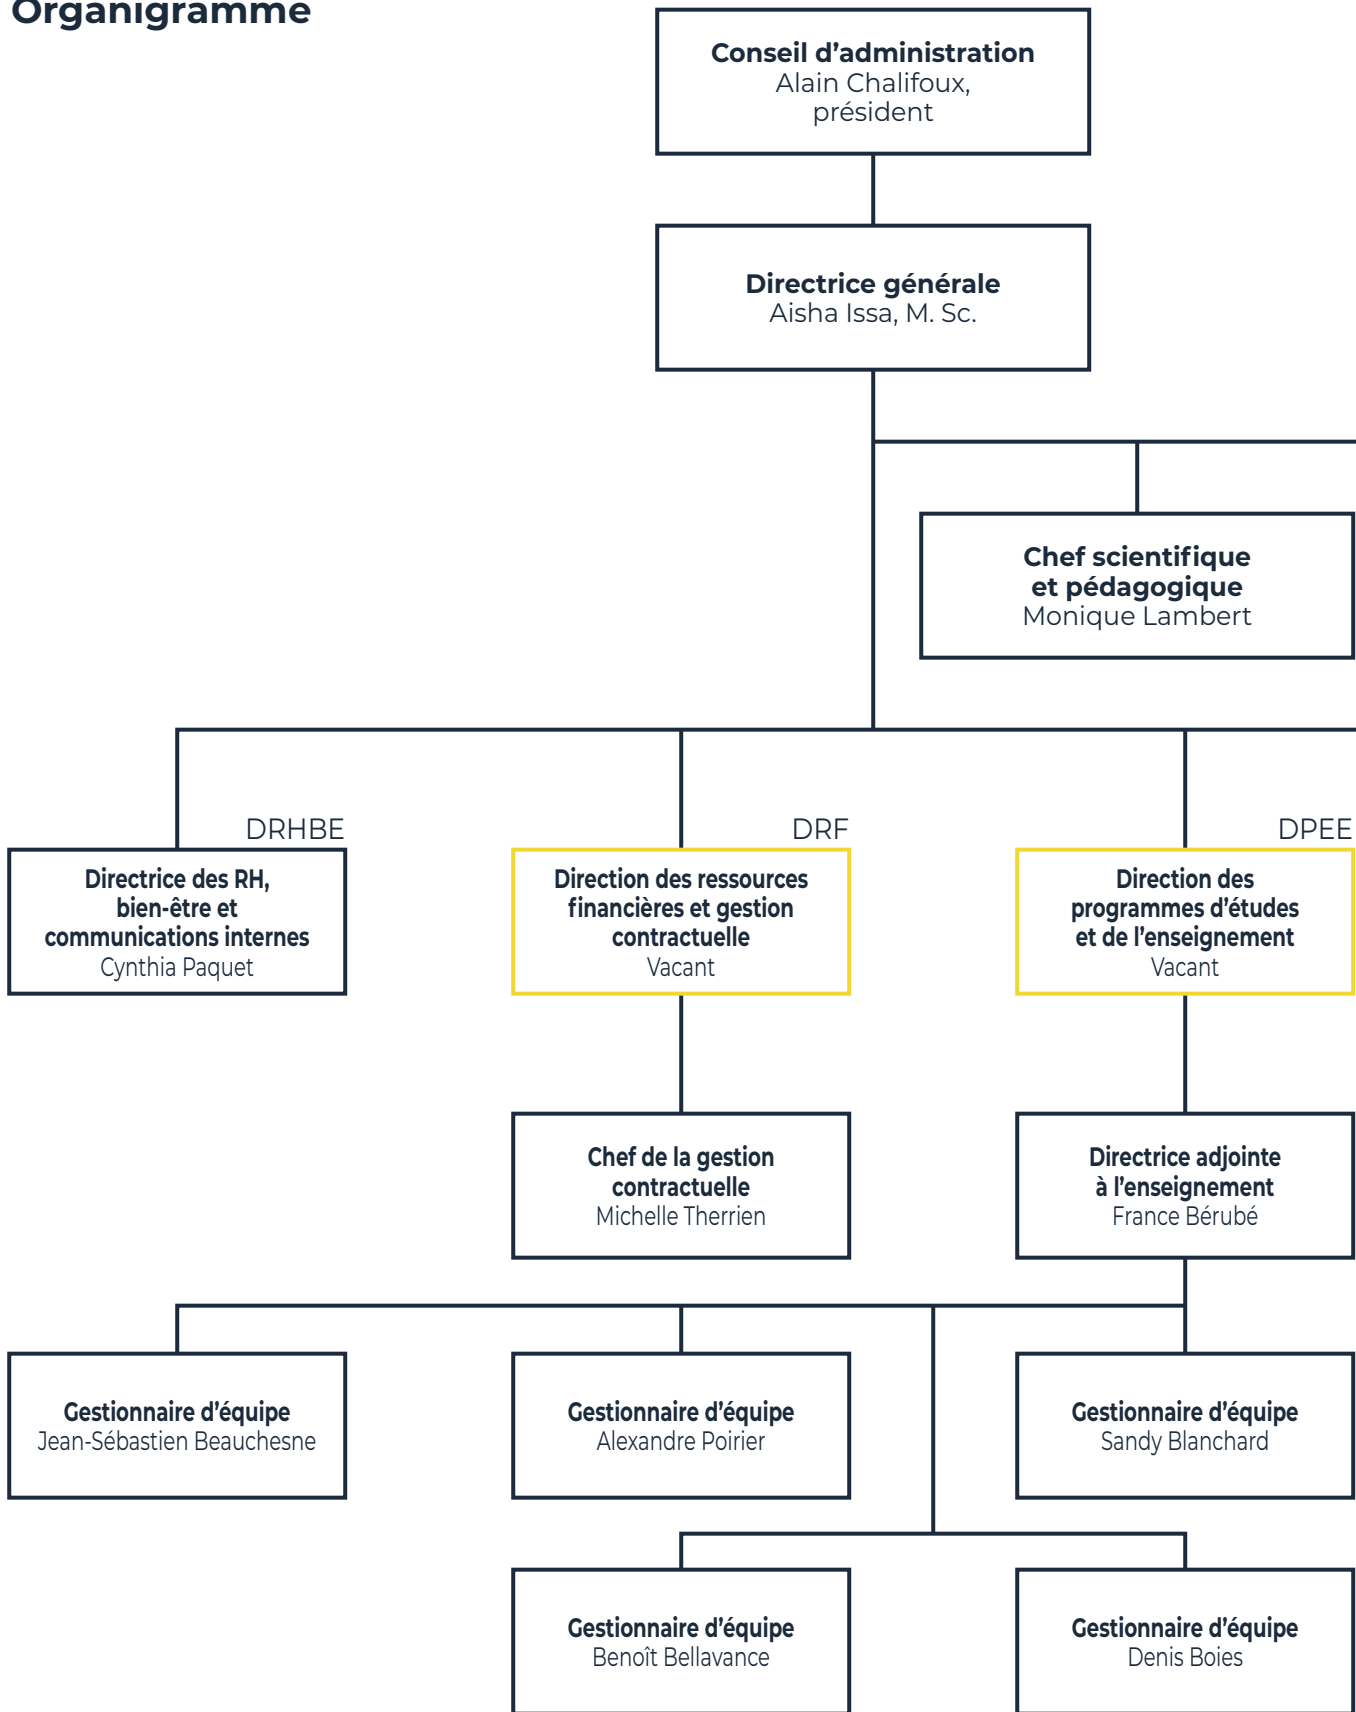 Organigramme
Conseil d’administration
Alain Chalifoux,
président
Directrice générale
Aisha Issa, M. Sc.
Chef scientifique
et pédagogique
Monique Lambert
DRHBE
Directrice des RH,
bien-être et
communications internes
Cynthia Paquet
DRF
Direction des ressources
financières et gestion
contractuelle
Vacant
DPEE
Direction des
programmes d’études
et de l’enseignement
Vacant
Chef de la gestion
contractuelle
Michelle Therrien
Directrice adjointe
à l’enseignement
France Bérubé
Gestionnaire d’équipe
Jean-Sébastien Beauchesne
Gestionnaire d’équipe
Alexandre Poirier
Gestionnaire d’équipe
Sandy Blanchard
Gestionnaire d’équipe
Benoît Bellavance
Gestionnaire d’équipe
Denis Boies